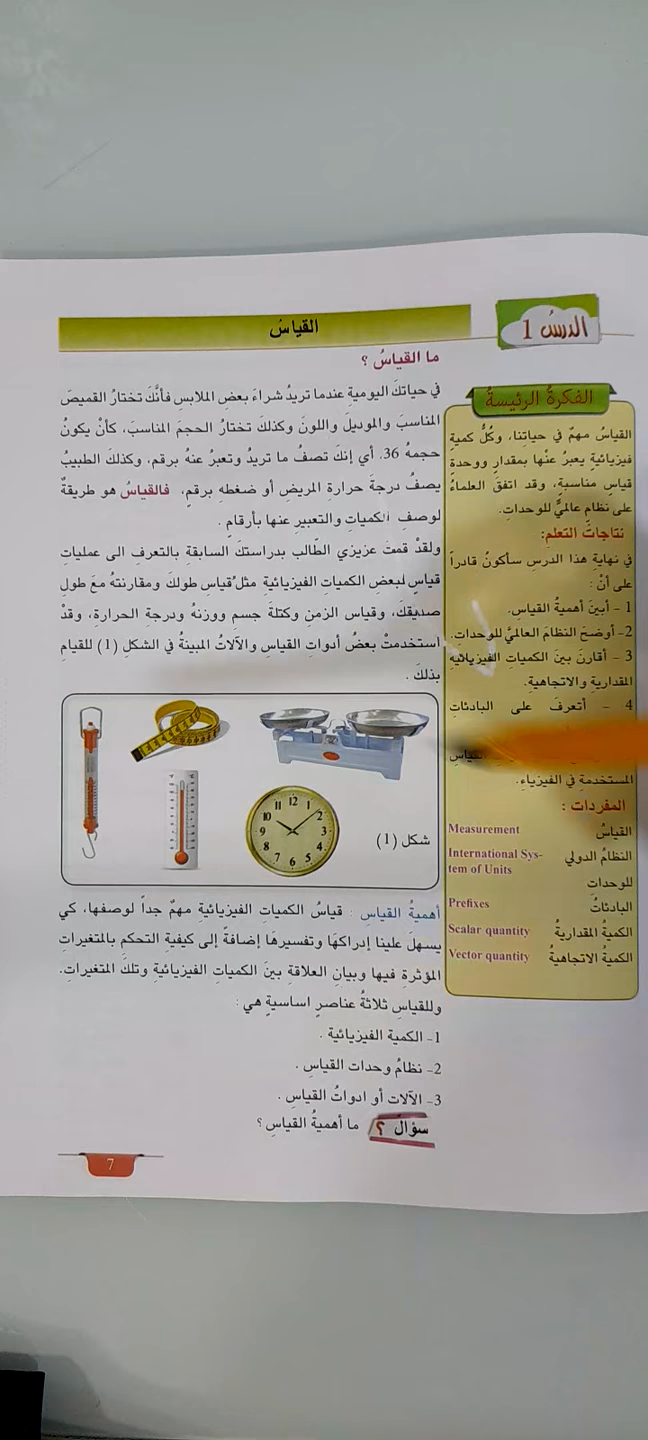 الدرسُ 1
القياسُ
ما القياسُ ؟
في حياتكَ اليوميةِ عندما تريدُ شراءَ بعضِ الملابسِ فأنَّكَ تختارُ القميصَ
المناسبَ والموديلَ واللونَ وكذلكَ تختارُ الحجمَ المناسبَ، كأنْ يكونُ
حجمهُ 36. أي إنكَ تصفُ ما تريدُ وتعبرُ عنهُ برقم، وكذلكَ الطبيبُ
يصفُ درجةَ حرارةِ المريض أو ضغطهِ برقمٍ، فالقياسُ هو طريقةٌ
لوصفِ الكمياتِ والتعبيرِ عنها بأرقامٍ .
ولقدْ قمتَ عزيزي الطّالب بدراستكَ السابقةِ بالتعرفِ الى عملياتِ
قياسٍ لبعضِ الكمياتِ الفيزيائيةِ مثل قياسِ طولكَ ومقارنتهُ معَ طولِ
صديقكَ، وقياس الزمنِ وكتلةَ جسمٍ ووزنهُ ودرجةِ الحرارةِ، وقدْ
استخدمتْ بعضُ أدواتِ القياسِ والآلاتُ المبينةُ في الشكلِ (1) للقيامِ
بذلكَ .
شكل (1)
أهميةُ القياسِ : قياسُ الكمياتِ الفيزيائيةِ مهمٌ جداً لوصفها، كي
يسهلَ علينا إدراكهَا وتفسيرهَا إضافةً إلى كيفيةِ التحكمِ بالمتغيراتِ
المؤثرةِ فيها وبيانِ العلاقةِ بينَ الكمياتِ الفيزيائيةِ وتلكَ المتغيراتِ.
وللقياسِ ثلاثةُ عناصرٍ اساسيةٍ هي:
1- الكمية الفيزيائية .
2- نظامُ وحدات القياسِ .
3- الآلات أو ادواتُ القياسِ .
سؤالٌ ؟ ما أهميةُ القياسِ؟
7
الفكرةُ الرئيسةُ
القياسُ مهمٌ في حياتنا، وكُلُّ كميةٍ
فيزيائيةٍ يعبرُ عنْها بمقدارٍ ووحدةِ
قياسٍ مناسبةٍ، وقد اتفقَ العلماءُ
على نظامٍ عالميٍّ للوحداتِ.
نتاجاتُ التعلمِ:
في نهايةِ هذا الدرسِ سأكونُ قادراً
على أنْ :
1 - أبينَ أهميةَ القياسِ.
2- أوضحَ النظامَ العالميَّ للوحدات.
3 - أقارنَ بينَ الكمياتِ الفيزيائيةِ
المقداريةِ والاتجاهيةِ.
4 - أتعرفَ على البادئاتِ
القياسِ
المستخدمةِ في الفيزياءِ.
المفردات :
القياسُ Measurement
النظامُ الدولي International Sys-
للوحداتِ tem of Units
البادئاتُ Prefixes
الكميةُ المقداريةُ Scalar quantity
الكميةُ الاتجاهيةُ Vector quantity